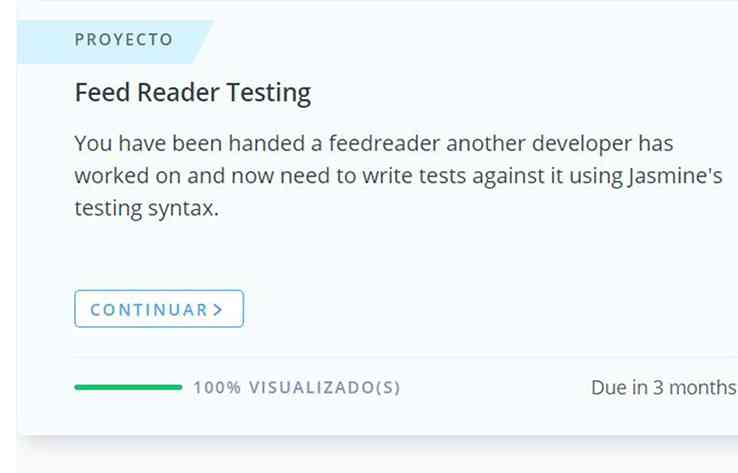 PROYECTO
Feed Reader Testing
You have been handed a feedreader another developer has
worked on and now need to write tests against it using Jasmine's
testing syntax.
CONTINUAR >
100% VISUALIZADO(S)
Due in 3 months